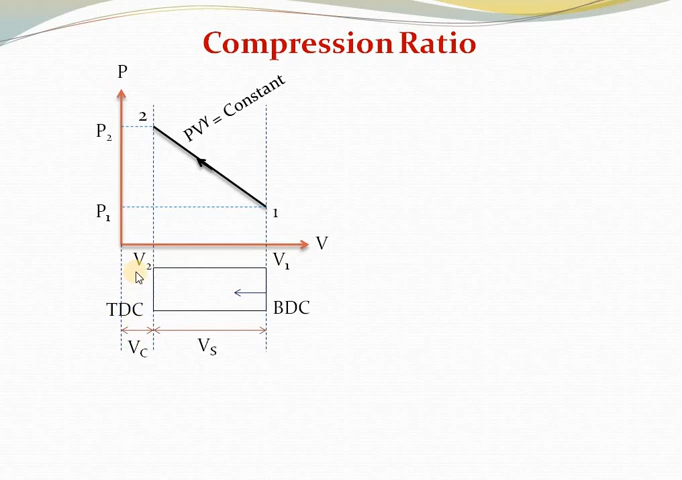 Compression Ratio
P
PVᵞ = Constant
2
P₂
P₁
1
V
V₂
V₁
TDC
BDC
V_C
V_S